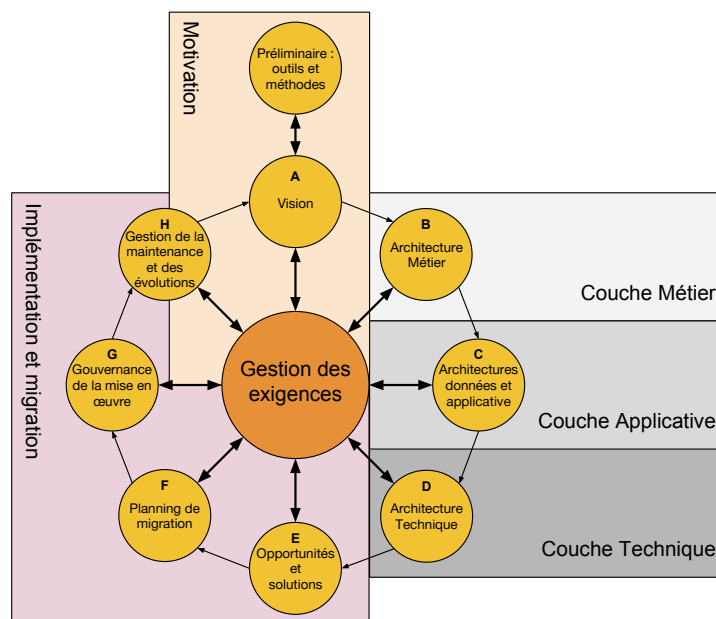 Motivation
Préliminaire :
outils et
méthodes
A
Vision
Implémentation et migration
H
Gestion de la
maintenance
et des
évolutions
B
Architecture
Métier
Couche Métier
Gestion des
exigences
G
Gouvernance
de la mise en
œuvre
C
Architectures
données et
applicative
Couche Applicative
F
Planning de
migration
D
Architecture
Technique
E
Opportunités
et
solutions
Couche Technique